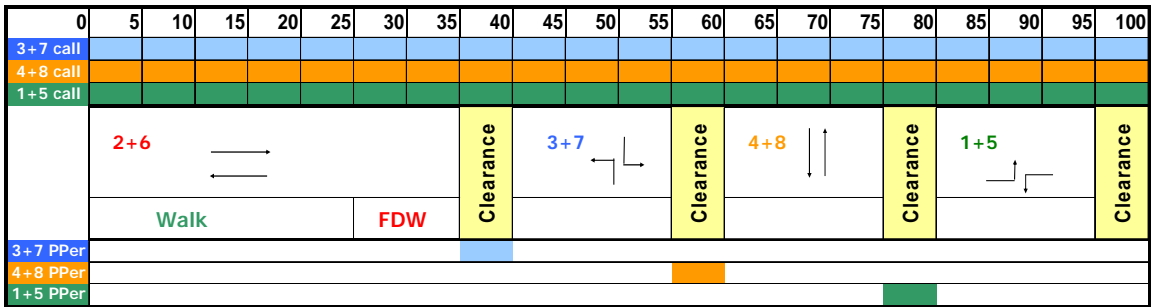 0 5 10 15 20 25 30 35 40 45 50 55 60 65 70 75 80 85 90 95 100
3+7 call
4+8 call
1+5 call
2+6 Clearance 3+7 Clearance 4+8 Clearance 1+5 Clearance
Walk FDW
3+7 PPer
4+8 PPer
1+5 PPer